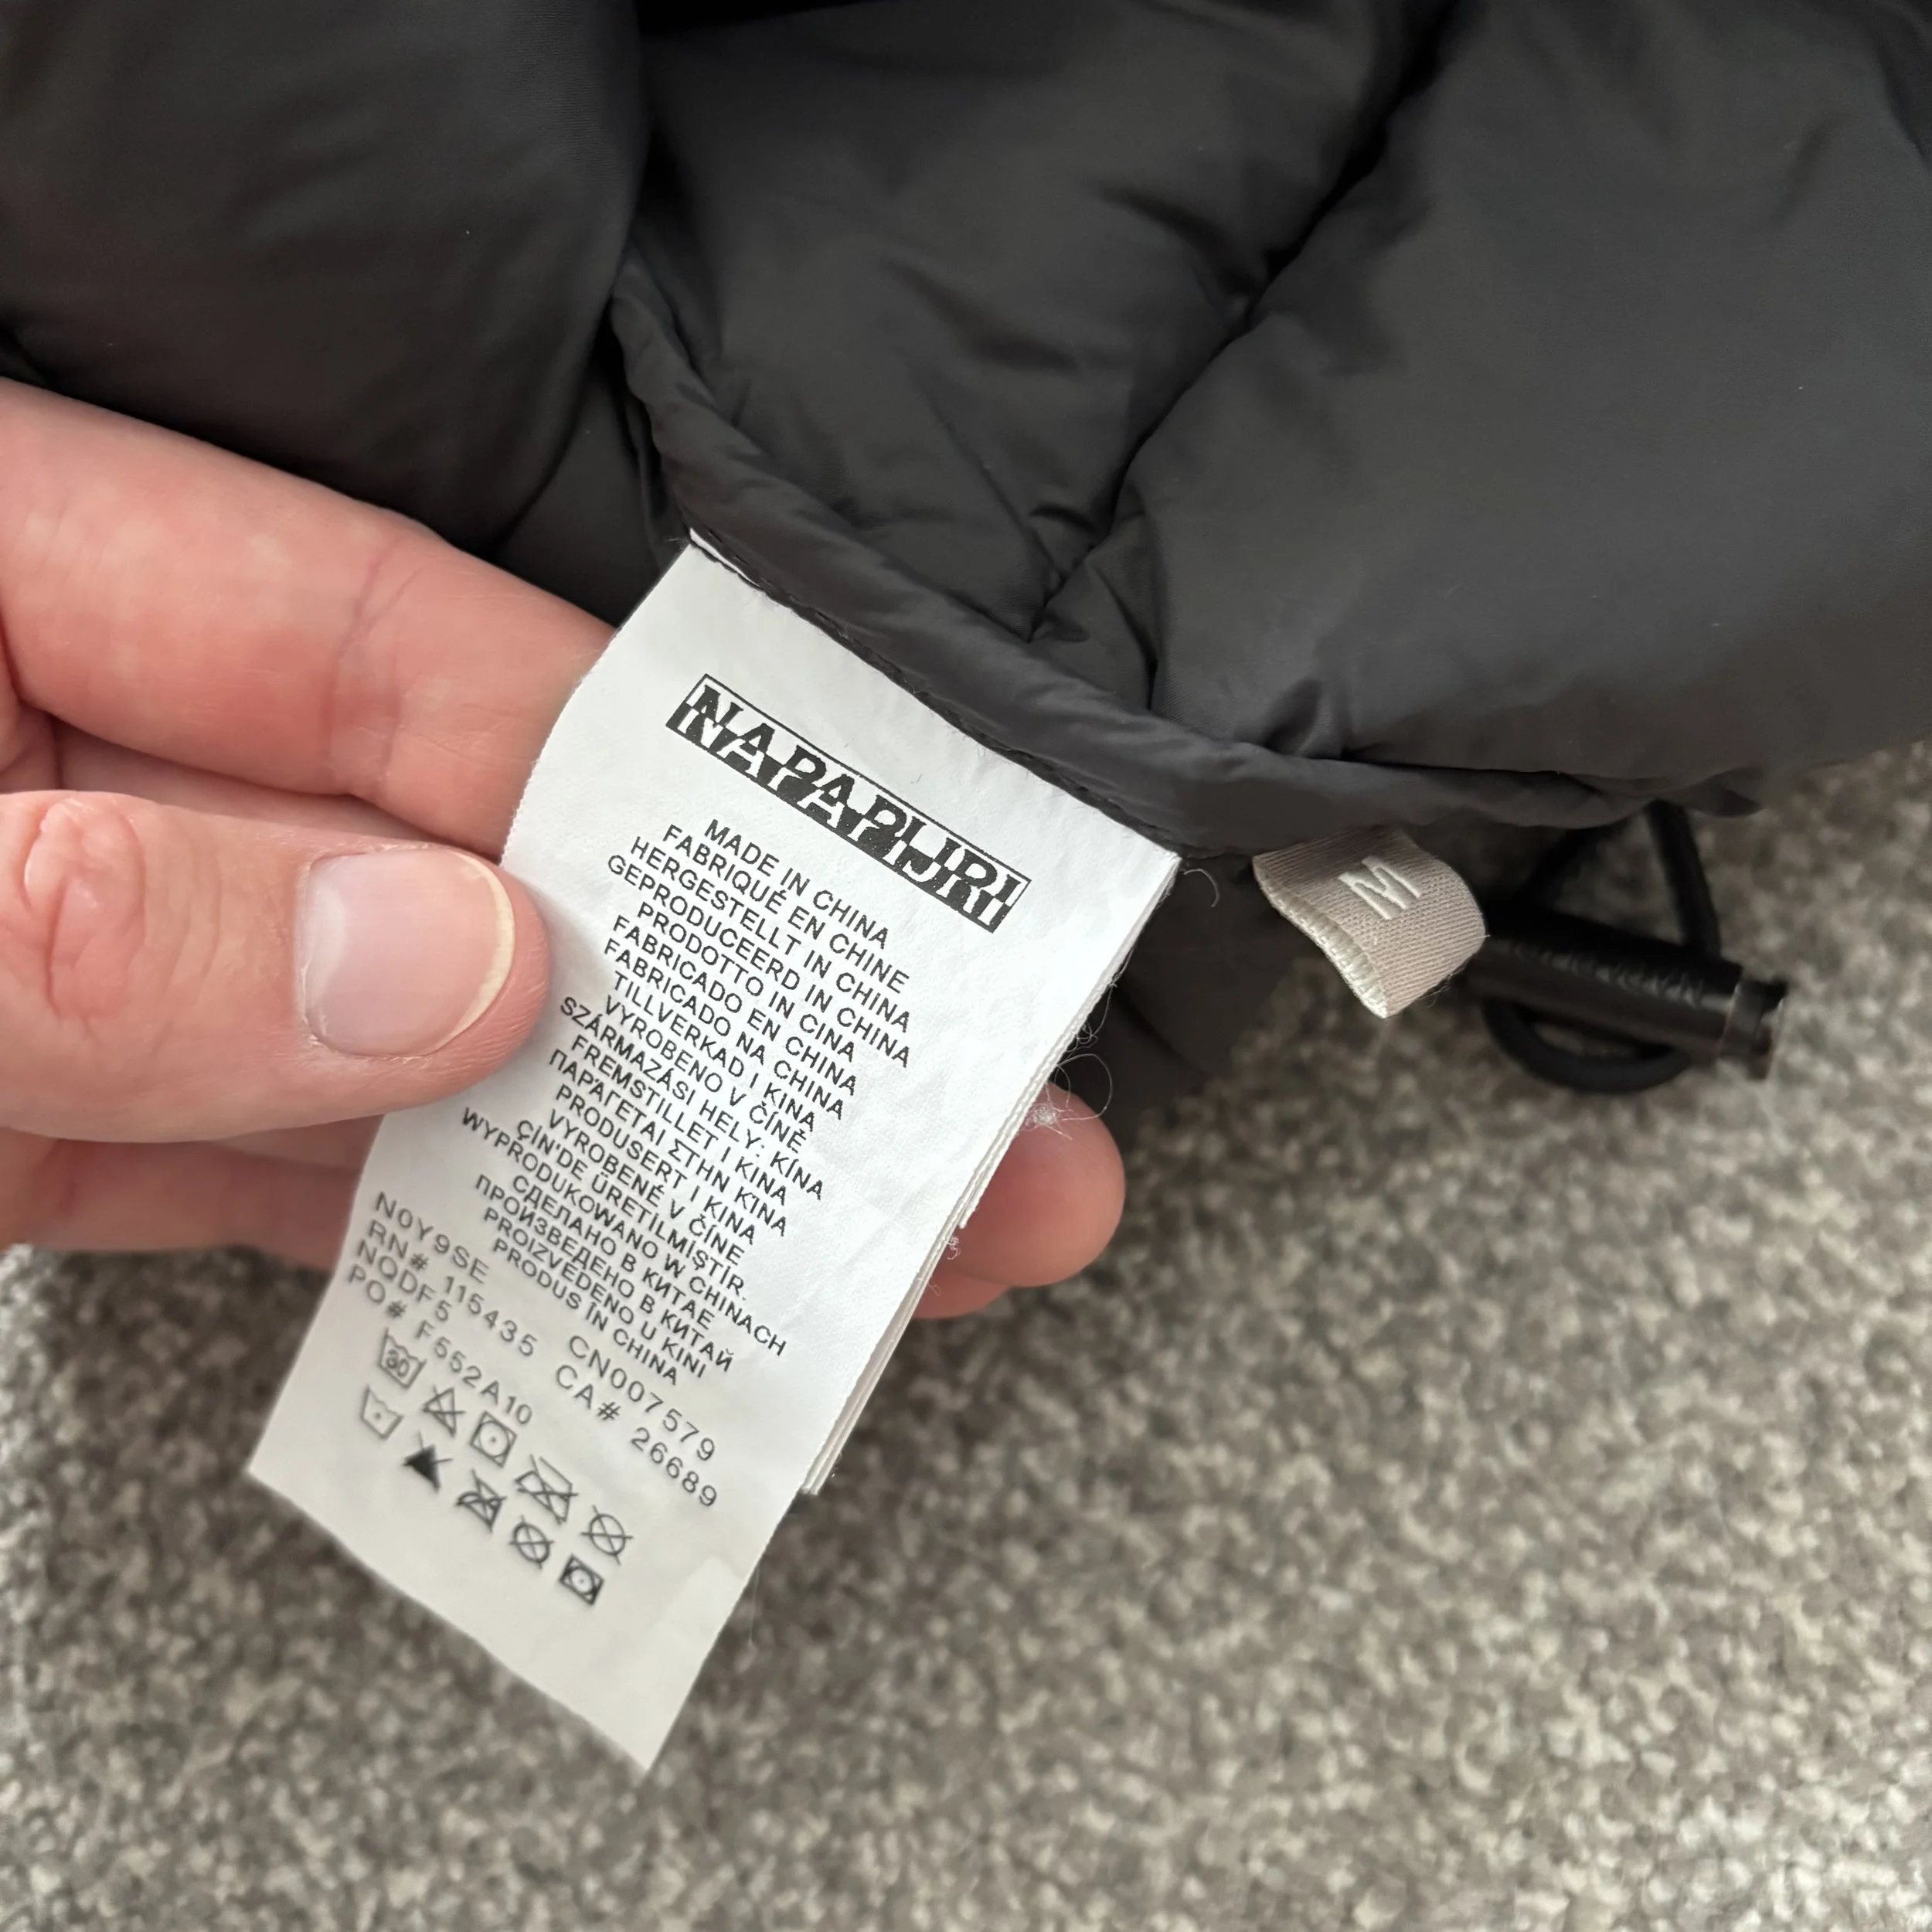 NAPAPIJRI
MADE IN CHINA
FABRIQUÉ EN CHINE
HERGESTELLT IN CHINA
GEPRODUCEERD IN CHINA
PRODOTTO IN CINA
FABRICADO EN CHINA
FABRICADO NA CHINA
TILLVERKAD I KINA
VYROBENO V ČÍNĚ
SZÁRMAZÁSI HELY: KÍNA
FREMSTILLET I KINA
ΠΑΡΑΓΕΤΑΙ ΣΤΗΝ ΚΊΝΑ
PRODUSERT I KINA
VYROBENÉ V ČÍNE
ÇİN'DE ÜRETİLMİŞTİR.
WYPRODUKOWANO W CHINACH
СДЕЛАНО В КИТАЕ
ПРОИЗВЕДЕНО В КИТАЙ
PROIZVEDENO U KINI
PRODUS ÎN CHINA
N0Y9SE
RN# 115435 CN007579
NQDF5 CA# 26689
PO# F552A10
30
M
NAPAPIJRI